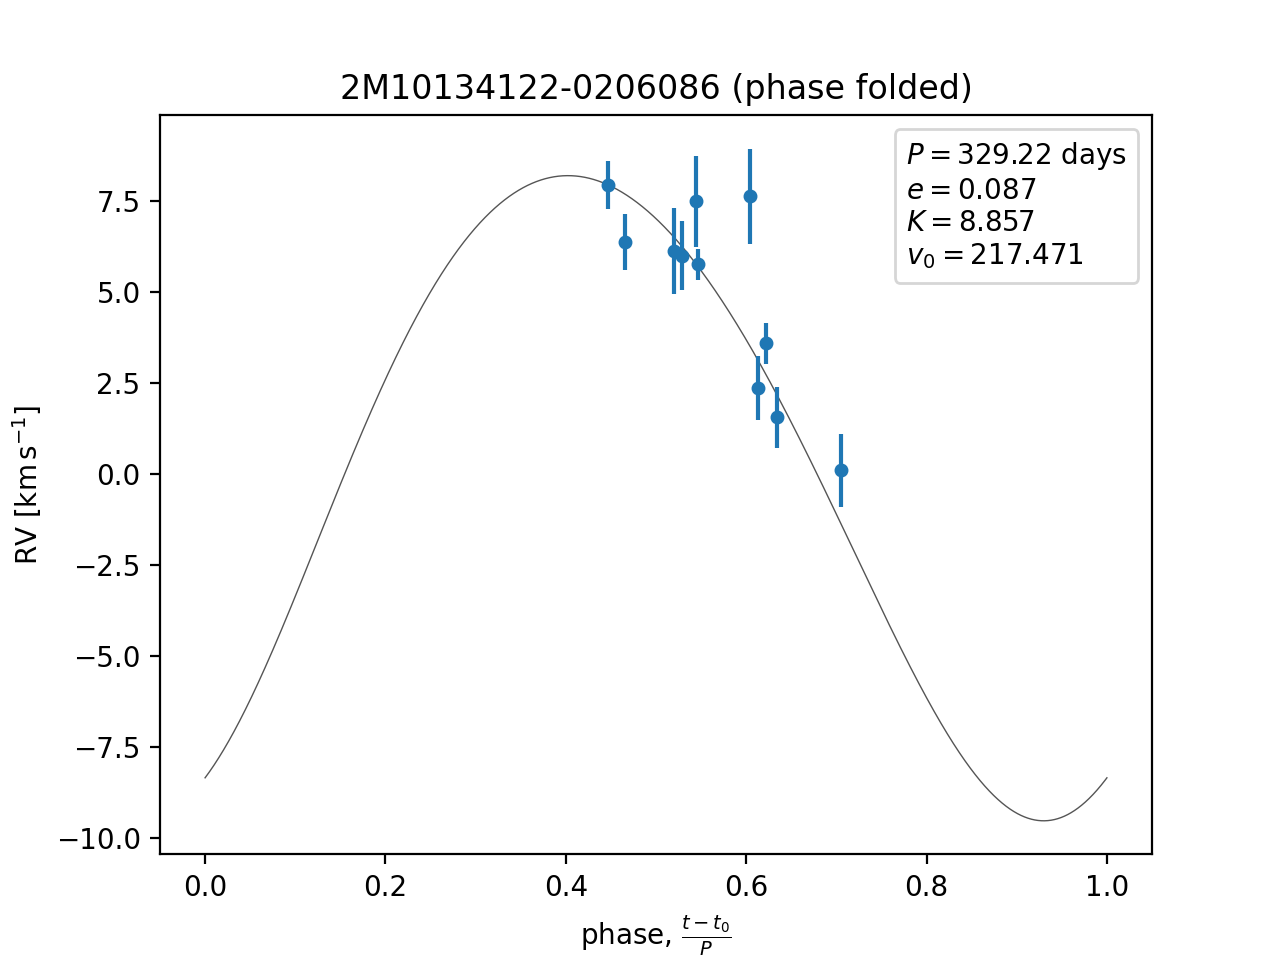 2M10134122-0206086 (phase folded)
P = 329.22 days
e = 0.087
K = 8.857
v₀ = 217.471
7.5
5.0
2.5
0.0
−2.5
−5.0
−7.5
−10.0
RV [km s⁻¹]
0.0 0.2 0.4 0.6 0.8 1.0
phase, (t − t₀)/P